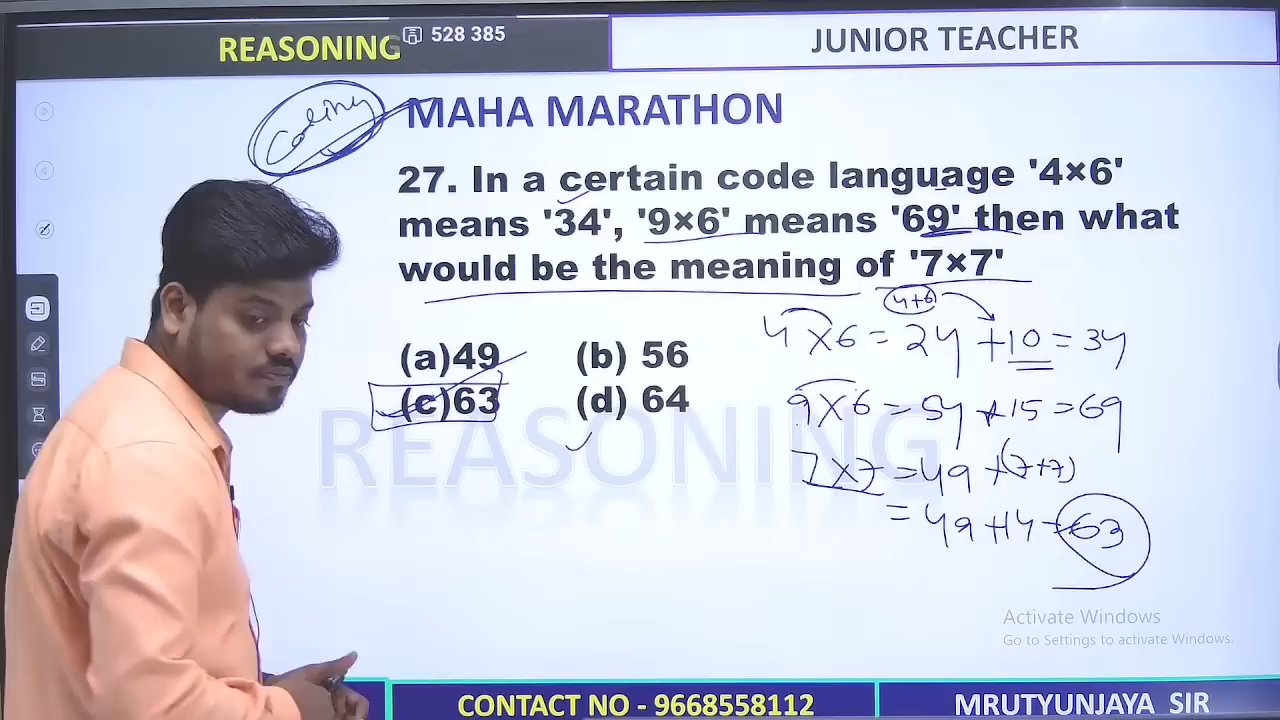 REASONING
528 385
JUNIOR TEACHER
Coding
MAHA MARATHON
27. In a certain code language '4×6'
means '34', '9×6' means '69' then what
would be the meaning of '7×7'
(a)49
(b) 56
(c)63
(d) 64
4+6
4×6 = 24 +10 = 34
9×6 = 54 +15 = 69
7×7 = 49 +(7+7)
= 49+14 = 63
REASONING
Activate Windows
Go to Settings to activate Windows.
CONTACT NO - 9668558112
MRUTYUNJAYA SIR